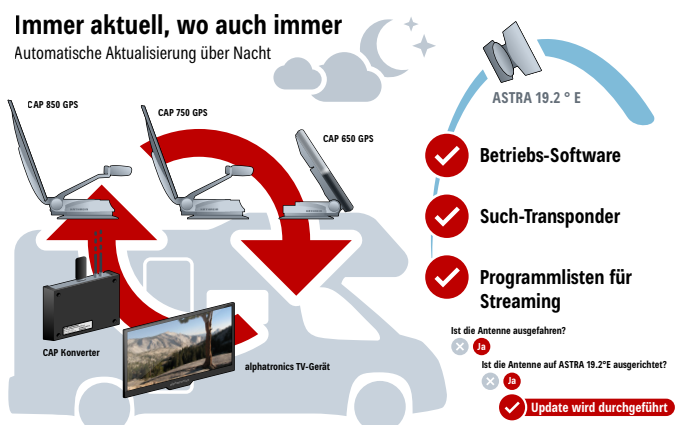 Immer aktuell, wo auch immer
Automatische Aktualisierung über Nacht
CAP 850 GPS
CAP 750 GPS
CAP 650 GPS
CAP Konverter
alphatronics TV-Gerät
ASTRA 19.2 ° E
Betriebs-Software
Such-Transponder
Programmlisten für
Streaming
Ist die Antenne ausgefahren?
Ja
Ist die Antenne auf ASTRA 19.2°E ausgerichtet?
Ja
Update wird durchgeführt